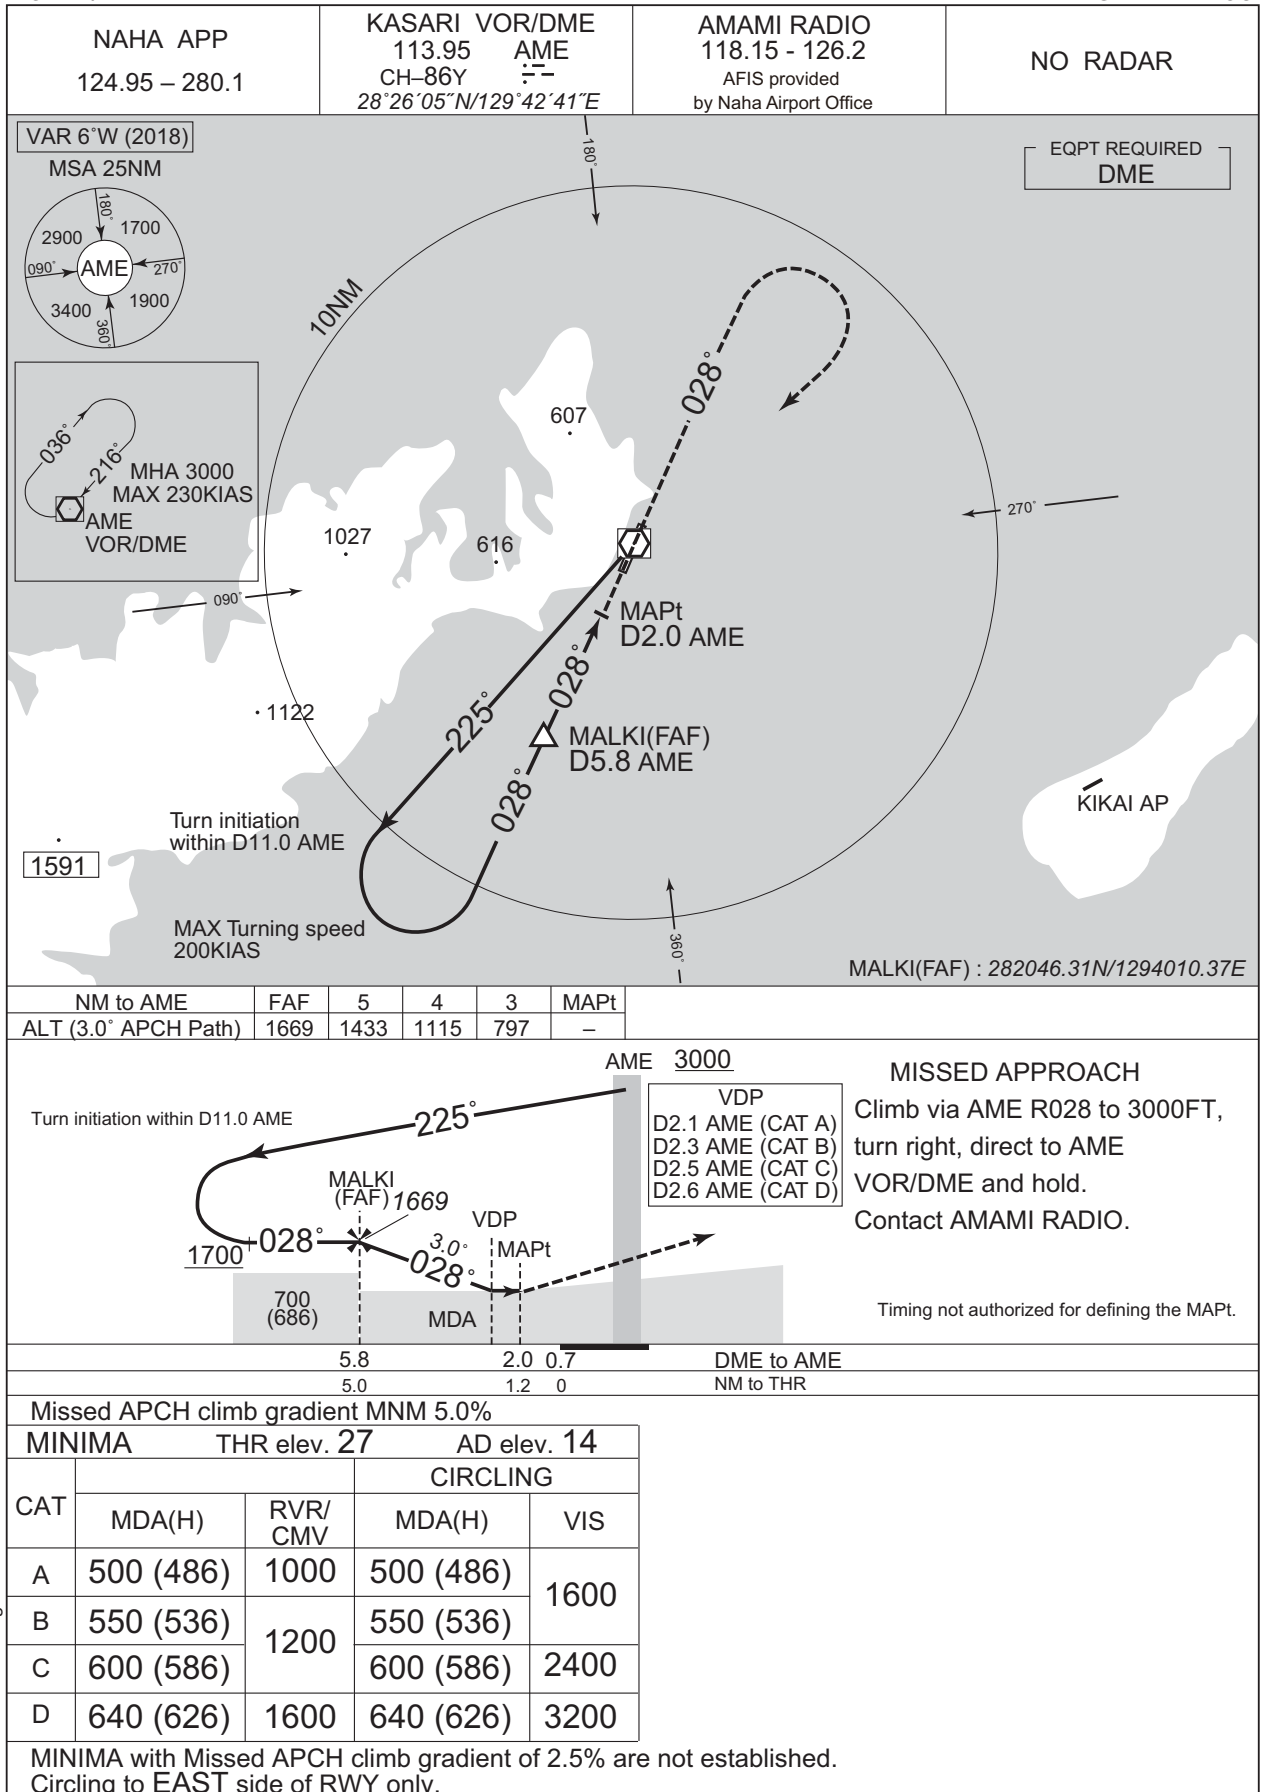 NAHA APP
124.95 – 280.1
KASARI VOR/DME
113.95 AME
CH–86Y
28°26´05˝N/129°42´41˝E
AMAMI RADIO
118.15 - 126.2
AFIS provided
by Naha Airport Office
NO RADAR
VAR 6°W (2018)
MSA 25NM
180°
2900
1700
090°
AME
270°
3400
1900
360°
EQPT REQUIRED
DME
180°
10NM
028°
607
036°
216°
MHA 3000
MAX 230KIAS
AME
VOR/DME
1027
616
270°
090°
MAPt
D2.0 AME
028°
1122
225°
MALKI(FAF)
D5.8 AME
028°
KIKAI AP
Turn initiation
within D11.0 AME
1591
MAX Turning speed
200KIAS
360°
MALKI(FAF) : 282046.31N/1294010.37E
NM to AME FAF 5 4 3 MAPt
ALT (3.0° APCH Path) 1669 1433 1115 797 –
AME 3000
Turn initiation within D11.0 AME
225°
VDP
D2.1 AME (CAT A)
D2.3 AME (CAT B)
D2.5 AME (CAT C)
D2.6 AME (CAT D)
MISSED APPROACH
Climb via AME R028 to 3000FT,
turn right, direct to AME
VOR/DME and hold.
Contact AMAMI RADIO.
MALKI
(FAF) 1669
VDP
1700 028°
3.0°
028°
MAPt
700
(686)
MDA
Timing not authorized for defining the MAPt.
5.8 2.0 0.7 DME to AME
5.0 1.2 0 NM to THR
Missed APCH climb gradient MNM 5.0%
MINIMA THR elev. 27 AD elev. 14
CAT
CIRCLING
MDA(H) RVR/CMV MDA(H) VIS
A 500 (486) 1000 500 (486) 1600
B 550 (536) 1200 550 (536)
C 600 (586) 600 (586) 2400
D 640 (626) 1600 640 (626) 3200
MINIMA with Missed APCH climb gradient of 2.5% are not established.
Circling to EAST side of RWY only.